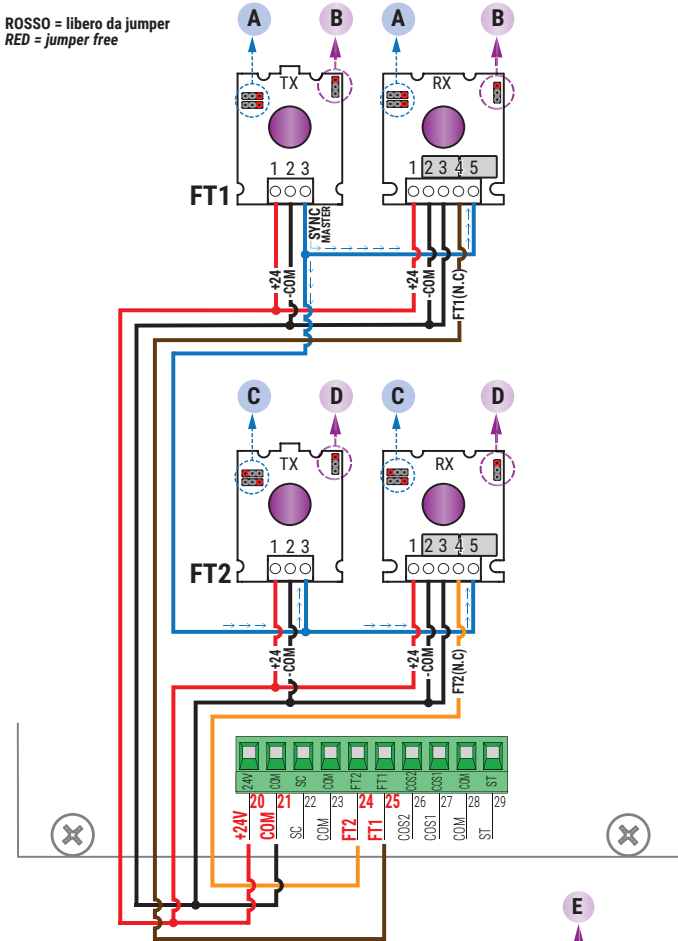 ROSSO = libero da jumper
RED = jumper free
A B A B
TX RX
1 2 3 1 2 3 4 5
FT1
SYNC
MASTER
+24 -COM +24 -COM FT1(N.C)
C D C D
TX RX
1 2 3 1 2 3 4 5
FT2
+24 -COM +24 -COM FT2(N.C)
24V COM SC COM FT2 FT1 COS2 COS1 COM ST
20 21 22 23 24 25 26 27 28 29
+24V COM SC COM FT2 FT1 COS2 COS1 COM ST
E